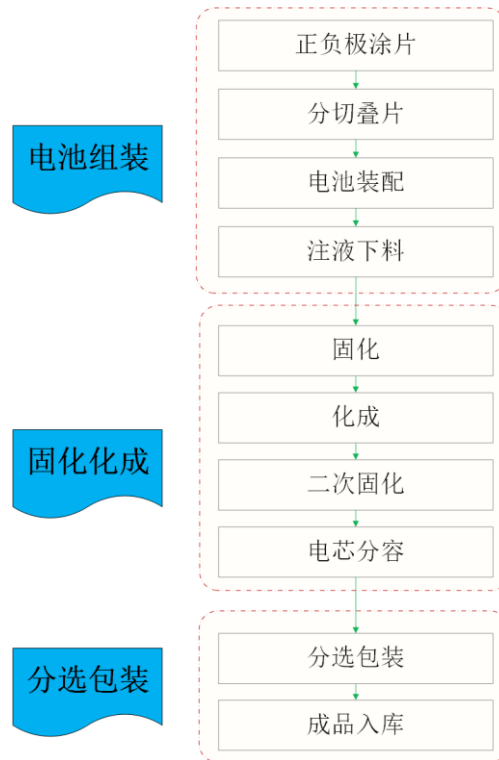 电池组装
正负极涂片
分切叠片
电池装配
注液下料
固化化成
固化
化成
二次固化
电芯分容
分选包装
分选包装
成品入库